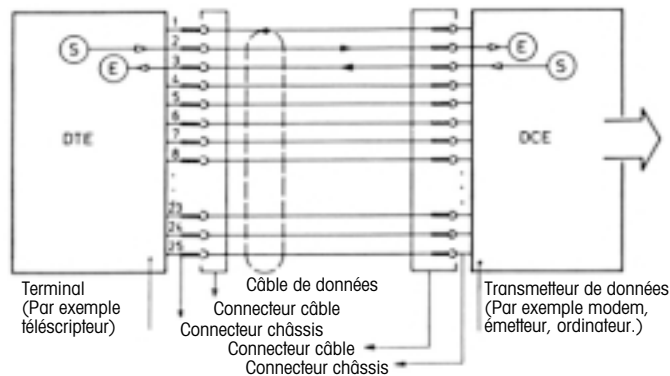 1
2
3
4
5
6
7
8
23
24
25
S
E
E
S
DTE
DCE
Terminal
(Par exemple
téléscripteur)
Câble de données
Connecteur câble
Connecteur châssis
Connecteur câble
Connecteur châssis
Transmetteur de données
(Par exemple modem,
émetteur, ordinateur.)